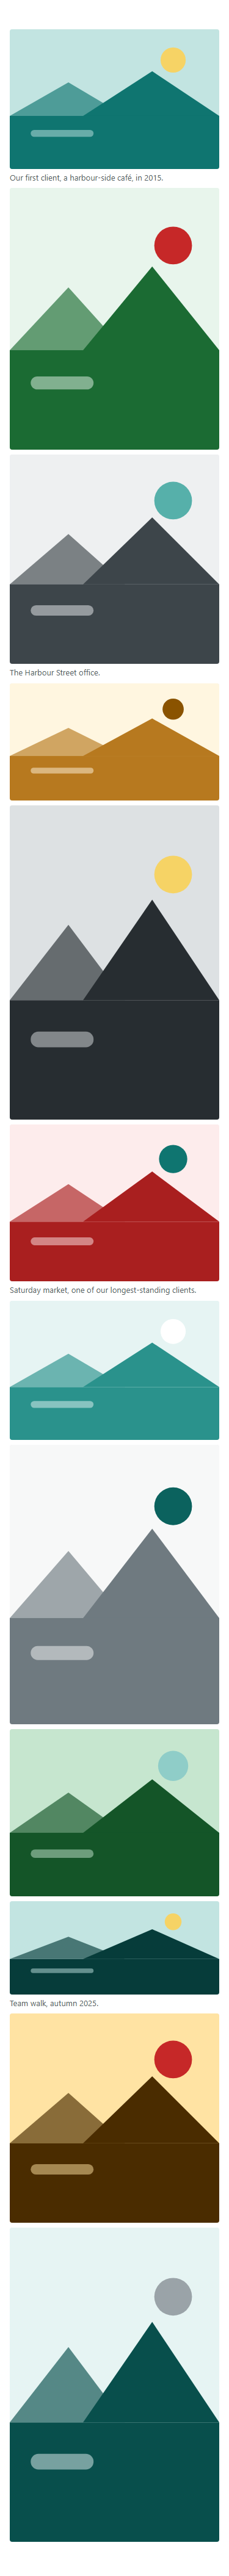 Our first client, a harbour-side café, in 2015.
The Harbour Street office.
Saturday market, one of our longest-standing clients.
Team walk, autumn 2025.